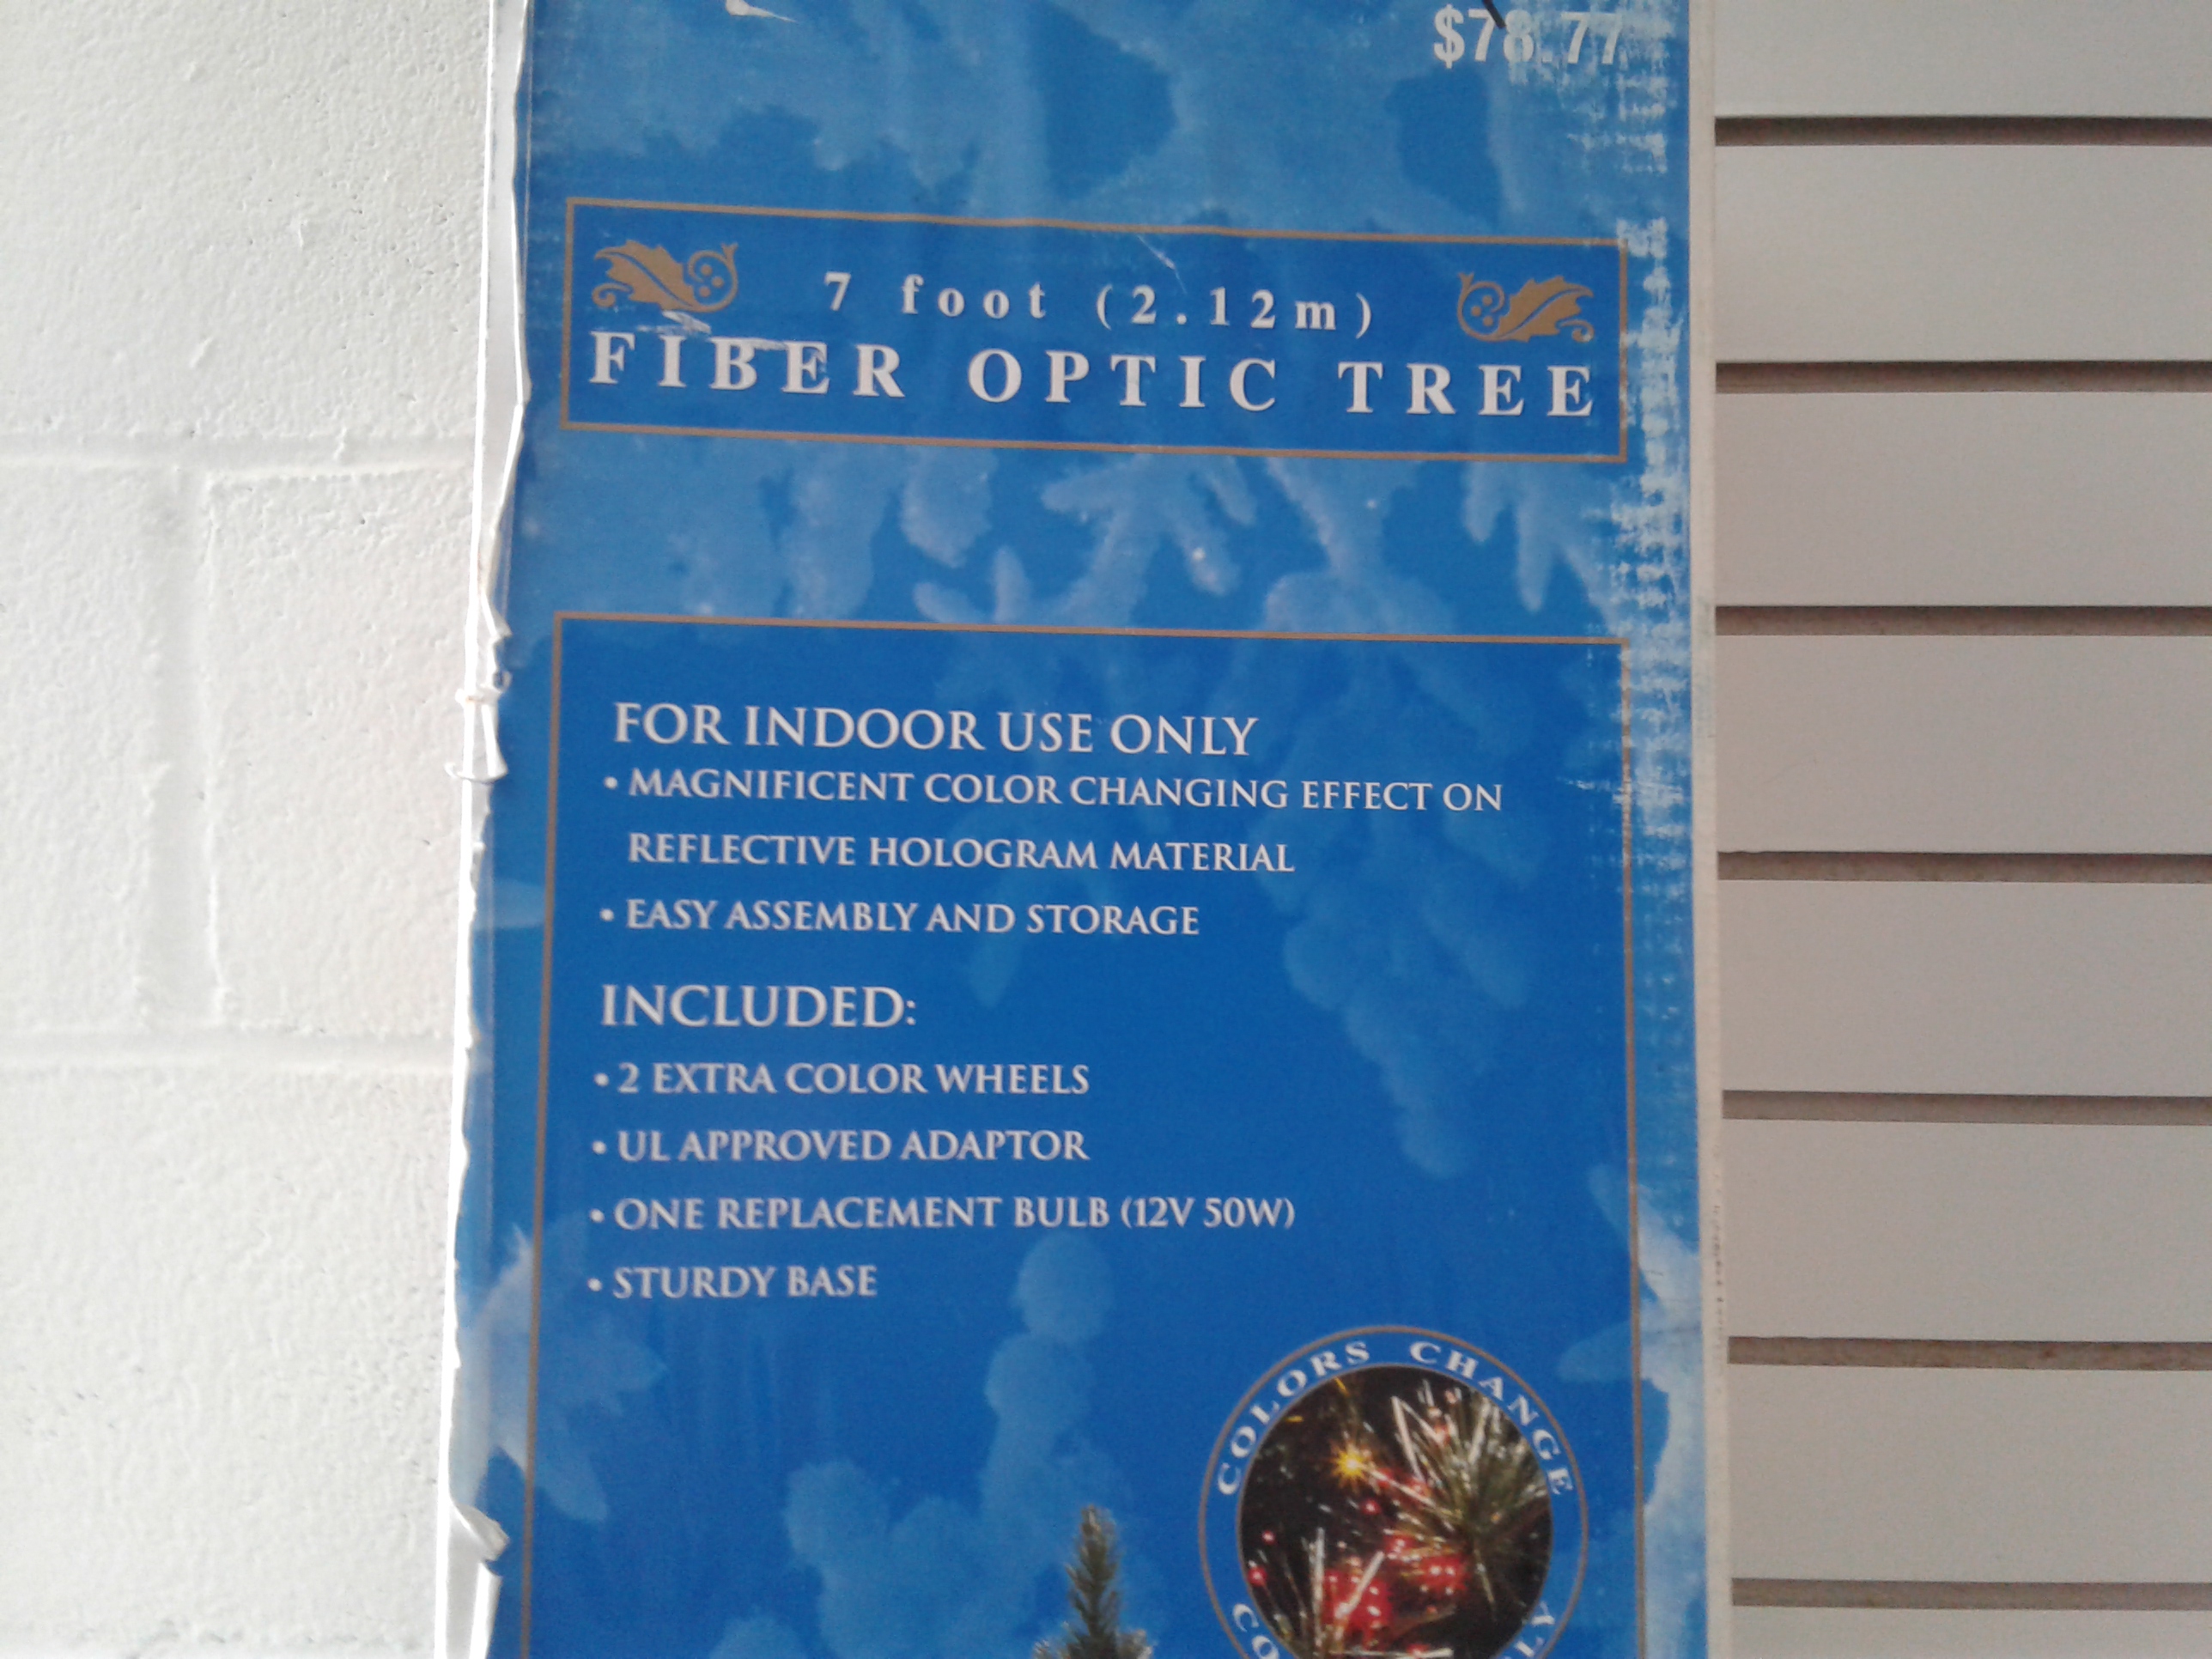 $78.77
7 foot (2.12m)
FIBER OPTIC TREE
FOR INDOOR USE ONLY
• MAGNIFICENT COLOR CHANGING EFFECT ON
REFLECTIVE HOLOGRAM MATERIAL
• EASY ASSEMBLY AND STORAGE
INCLUDED:
• 2 EXTRA COLOR WHEELS
• UL APPROVED ADAPTOR
• ONE REPLACEMENT BULB (12V 50W)
• STURDY BASE
COLORS CHANGE